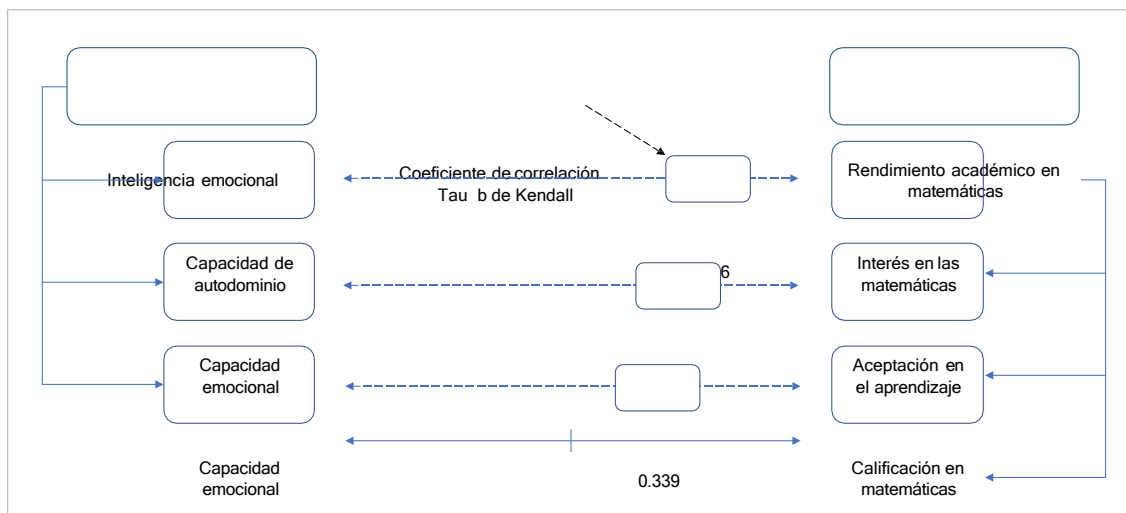 Inteligencia emocional
Coeficiente de correlación
Tau b de Kendall
Rendimiento académico en
matemáticas
Capacidad de
autodominio
6
Interés en las
matemáticas
Capacidad
emocional
Aceptación en
el aprendizaje
Capacidad
emocional
0.339
Calificación en
matemáticas